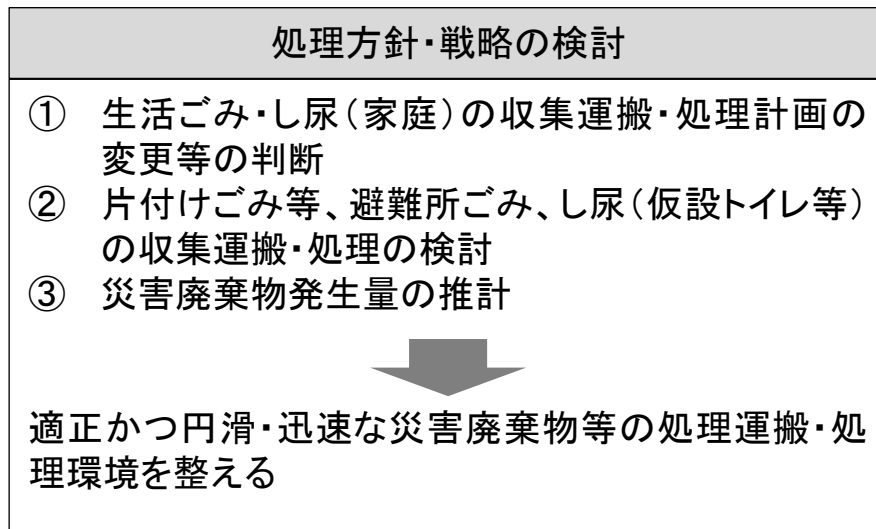 処理方針・戦略の検討
① 生活ごみ・し尿（家庭）の収集運搬・処理計画の
変更等の判断
② 片付けごみ等、避難所ごみ、し尿（仮設トイレ等）
の収集運搬・処理の検討
③ 災害廃棄物発生量の推計
適正かつ円滑・迅速な災害廃棄物等の処理運搬・処
理環境を整える